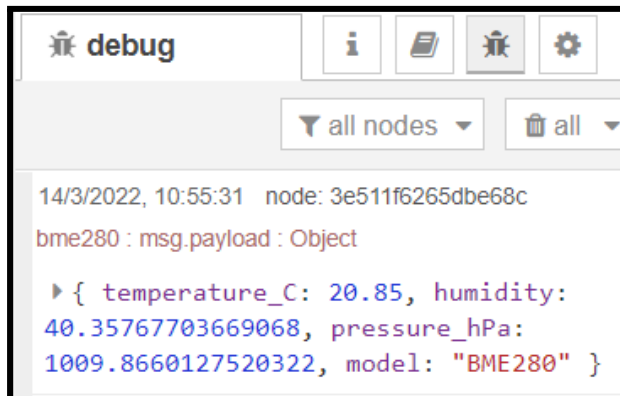 debug
i
all nodes
all
14/3/2022, 10:55:31 node: 3e511f6265dbe68c
bme280 : msg.payload : Object
{ temperature_C: 20.85, humidity:
40.35767703669068, pressure_hPa:
1009.8660127520322, model: "BME280" }